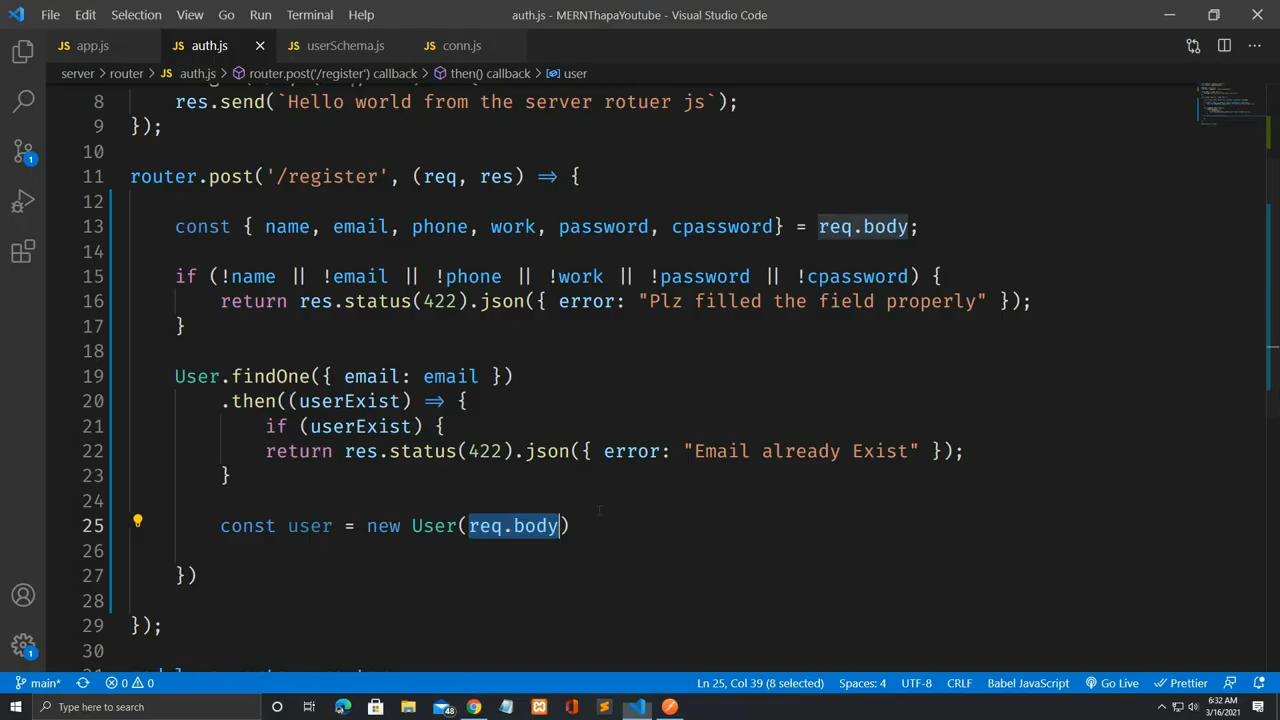 File Edit Selection View Go Run Terminal Help auth.js - MERNThapaYoutube - Visual Studio Code
JS app.js JS auth.js JS userSchema.js JS conn.js
server > router > JS auth.js > router.post('/register') callback > then() callback > user
8 res.send(`Hello world from the server rotuer js`);
9 });
10
11 router.post('/register', (req, res) => {
12
13 const { name, email, phone, work, password, cpassword} = req.body;
14
15 if (!name || !email || !phone || !work || !password || !cpassword) {
16 return res.status(422).json({ error: "Plz filled the field properly" });
17 }
18
19 User.findOne({ email: email })
20 .then((userExist) => {
21 if (userExist) {
22 return res.status(422).json({ error: "Email already Exist" });
23 }
24
25 const user = new User(req.body)
26
27 })
28
29 });
30
1
1
main* 0 0 Ln 25, Col 39 (8 selected) Spaces: 4 UTF-8 CRLF Babel JavaScript Go Live Prettier
Type here to search 48 6:32 AM
3/16/2021